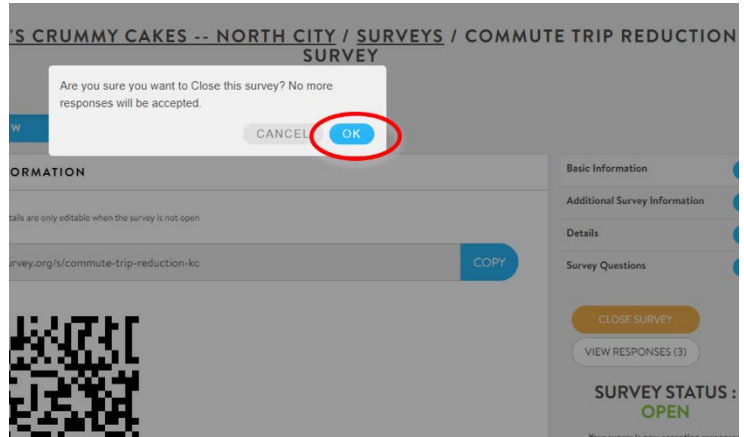 'S CRUMMY CAKES -- NORTH CITY / SURVEYS / COMMUTE TRIP REDUCTION
SURVEY
Are you sure you want to Close this survey? No more
responses will be accepted.
CANCEL
OK
W
ORMATION
tails are only editable when the survey is not open
urvey.org/s/commute-trip-reduction-kc
COPY
Basic Information
Additional Survey Information
Details
Survey Questions
CLOSE SURVEY
VIEW RESPONSES (3)
SURVEY STATUS :
OPEN